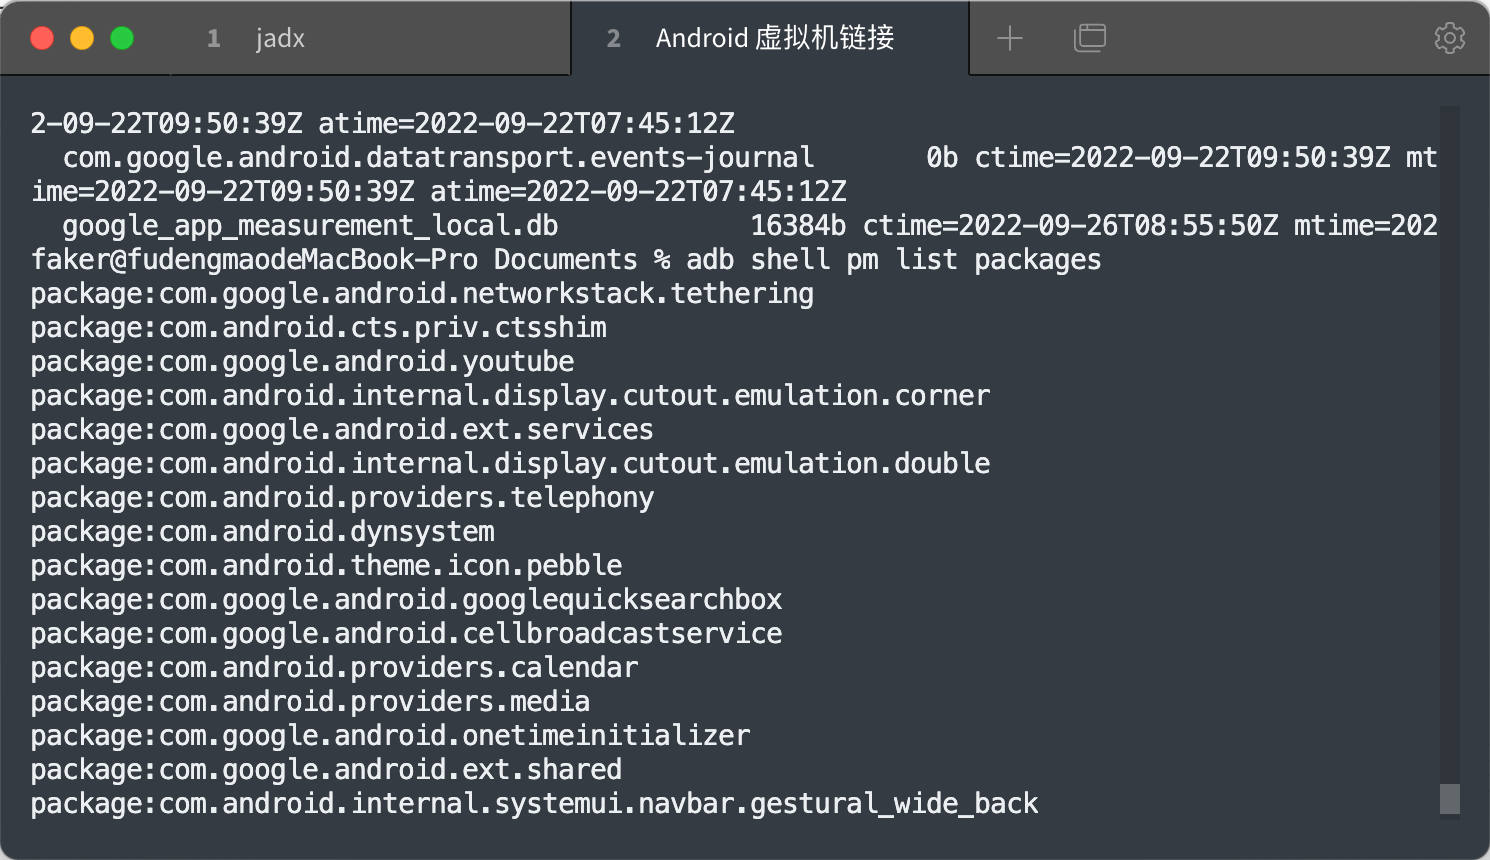 1 jadx 2 Android 虚拟机链接
2-09-22T09:50:39Z atime=2022-09-22T07:45:12Z
com.google.android.datatransport.events-journal 0b ctime=2022-09-22T09:50:39Z mt
ime=2022-09-22T09:50:39Z atime=2022-09-22T07:45:12Z
google_app_measurement_local.db 16384b ctime=2022-09-26T08:55:50Z mtime=202
faker@fudengmaodeMacBook-Pro Documents % adb shell pm list packages
package:com.google.android.networkstack.tethering
package:com.android.cts.priv.ctsshim
package:com.google.android.youtube
package:com.android.internal.display.cutout.emulation.corner
package:com.google.android.ext.services
package:com.android.internal.display.cutout.emulation.double
package:com.android.providers.telephony
package:com.android.dynsystem
package:com.android.theme.icon.pebble
package:com.google.android.googlequicksearchbox
package:com.google.android.cellbroadcastservice
package:com.android.providers.calendar
package:com.android.providers.media
package:com.google.android.onetimeinitializer
package:com.google.android.ext.shared
package:com.android.internal.systemui.navbar.gestural_wide_back